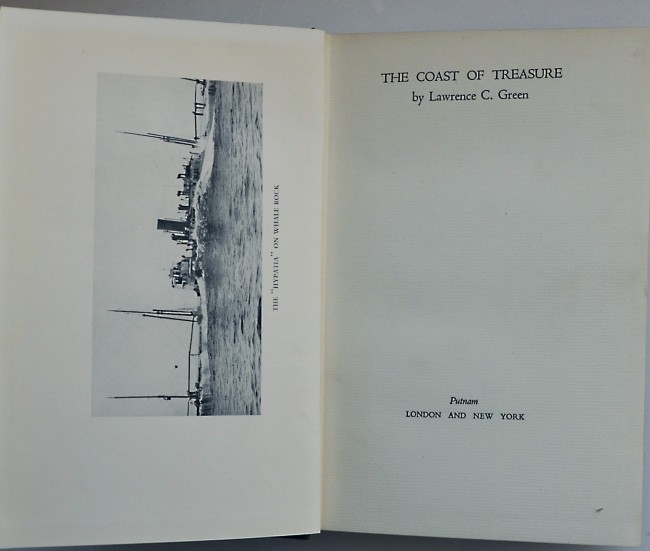 THE "HYPATIA" ON WHALE ROCK
THE COAST OF TREASURE
by Lawrence C. Green
Putnam
LONDON AND NEW YORK